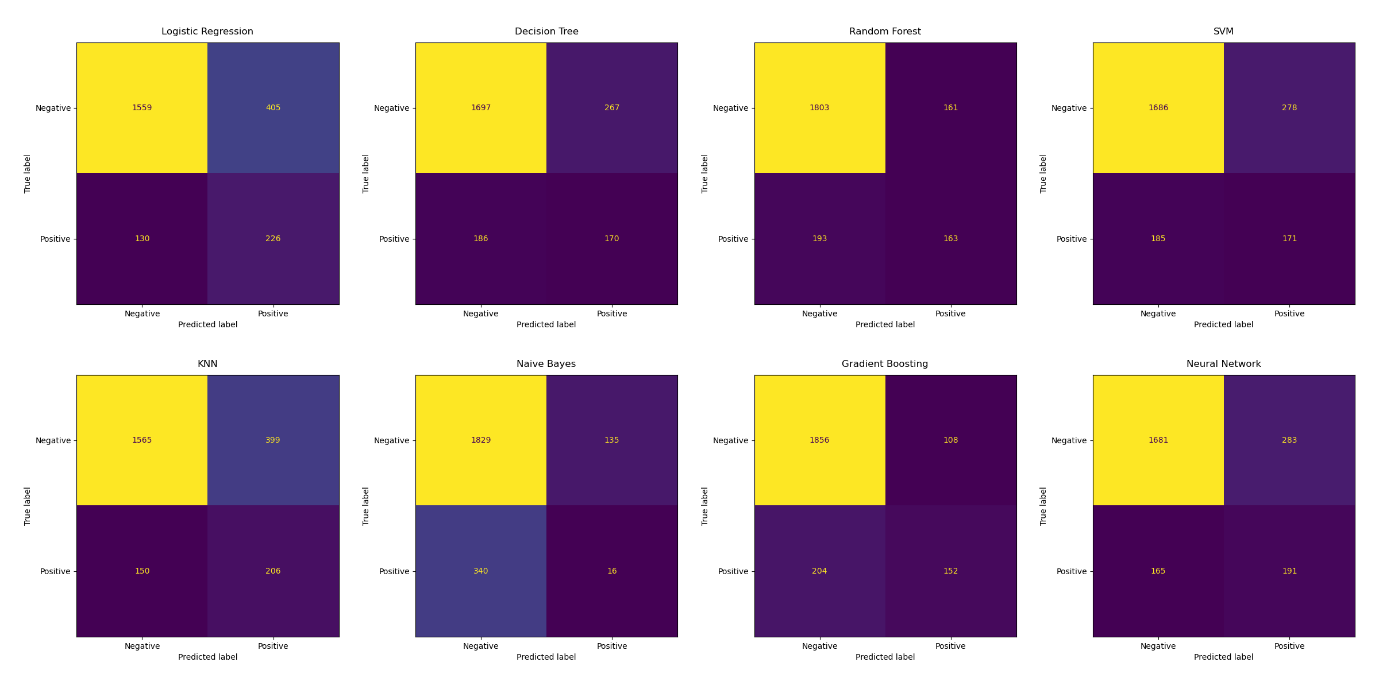 Logistic Regression
Negative
1559
405
Positive
130
226
True label
Negative
Positive
Predicted label
Decision Tree
Negative
1697
267
Positive
186
170
True label
Negative
Positive
Predicted label
Random Forest
Negative
1803
161
Positive
193
163
True label
Negative
Positive
Predicted label
SVM
Negative
1686
278
Positive
185
171
True label
Negative
Positive
Predicted label
KNN
Negative
1565
399
Positive
150
206
True label
Negative
Positive
Predicted label
Naive Bayes
Negative
1829
135
Positive
340
16
True label
Negative
Positive
Predicted label
Gradient Boosting
Negative
1856
108
Positive
204
152
True label
Negative
Positive
Predicted label
Neural Network
Negative
1681
283
Positive
165
191
True label
Negative
Positive
Predicted label